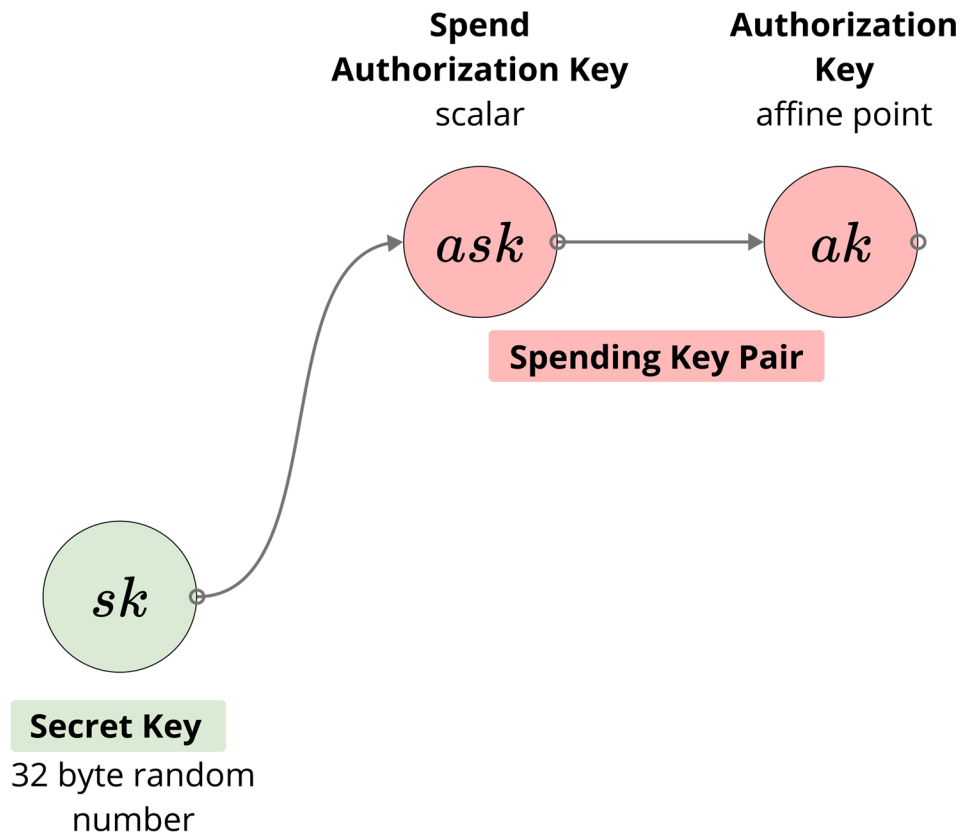 Spend
Authorization Key
scalar
Authorization
Key
affine point
ask
ak
Spending Key Pair
sk
Secret Key
32 byte random
number